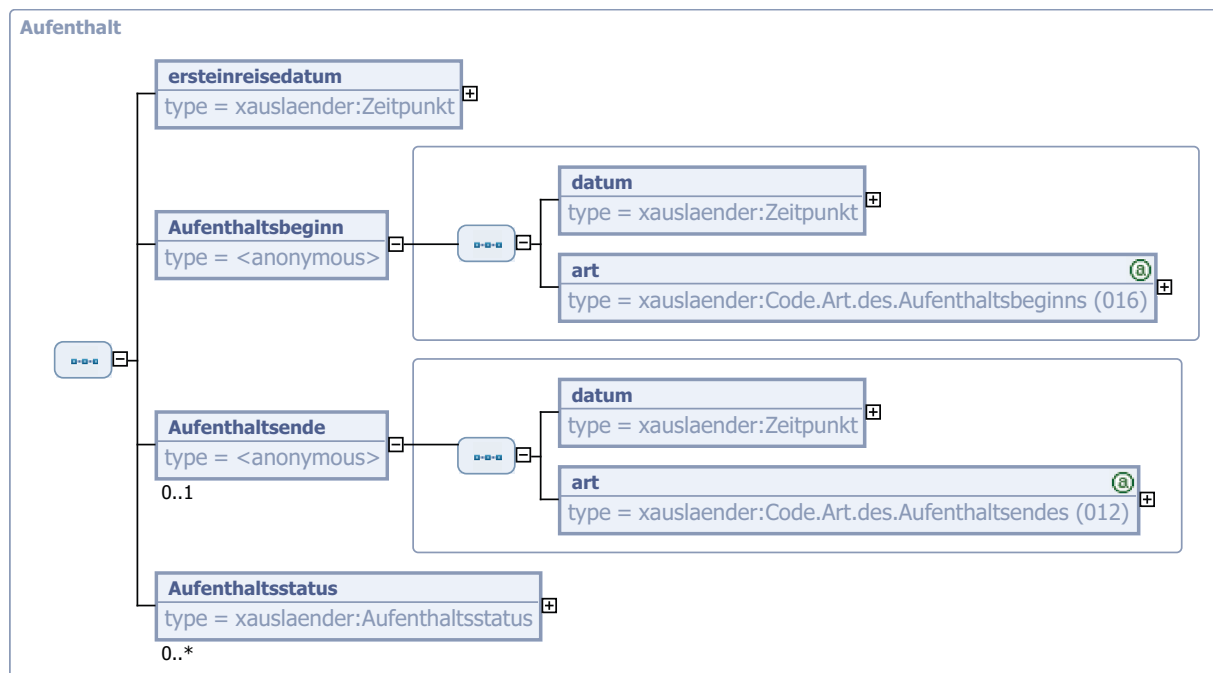 Aufenthalt
ersteinreisedatum
type = xauslaender:Zeitpunkt
Aufenthaltsbeginn
type = <anonymous>
datum
type = xauslaender:Zeitpunkt
art
a
type = xauslaender:Code.Art.des.Aufenthaltsbeginns (016)
Aufenthaltsende
type = <anonymous>
0..1
datum
type = xauslaender:Zeitpunkt
art
a
type = xauslaender:Code.Art.des.Aufenthaltsendes (012)
Aufenthaltsstatus
type = xauslaender:Aufenthaltsstatus
0..*